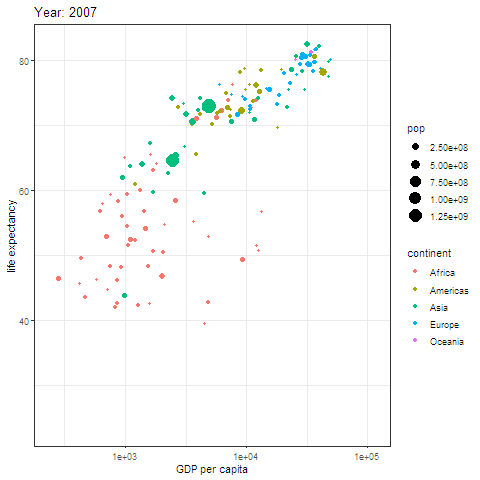 Year: 2007
life expectancy
80
60
40
1e+03
1e+04
1e+05
GDP per capita
pop
2.50e+08
5.00e+08
7.50e+08
1.00e+09
1.25e+09
continent
Africa
Americas
Asia
Europe
Oceania